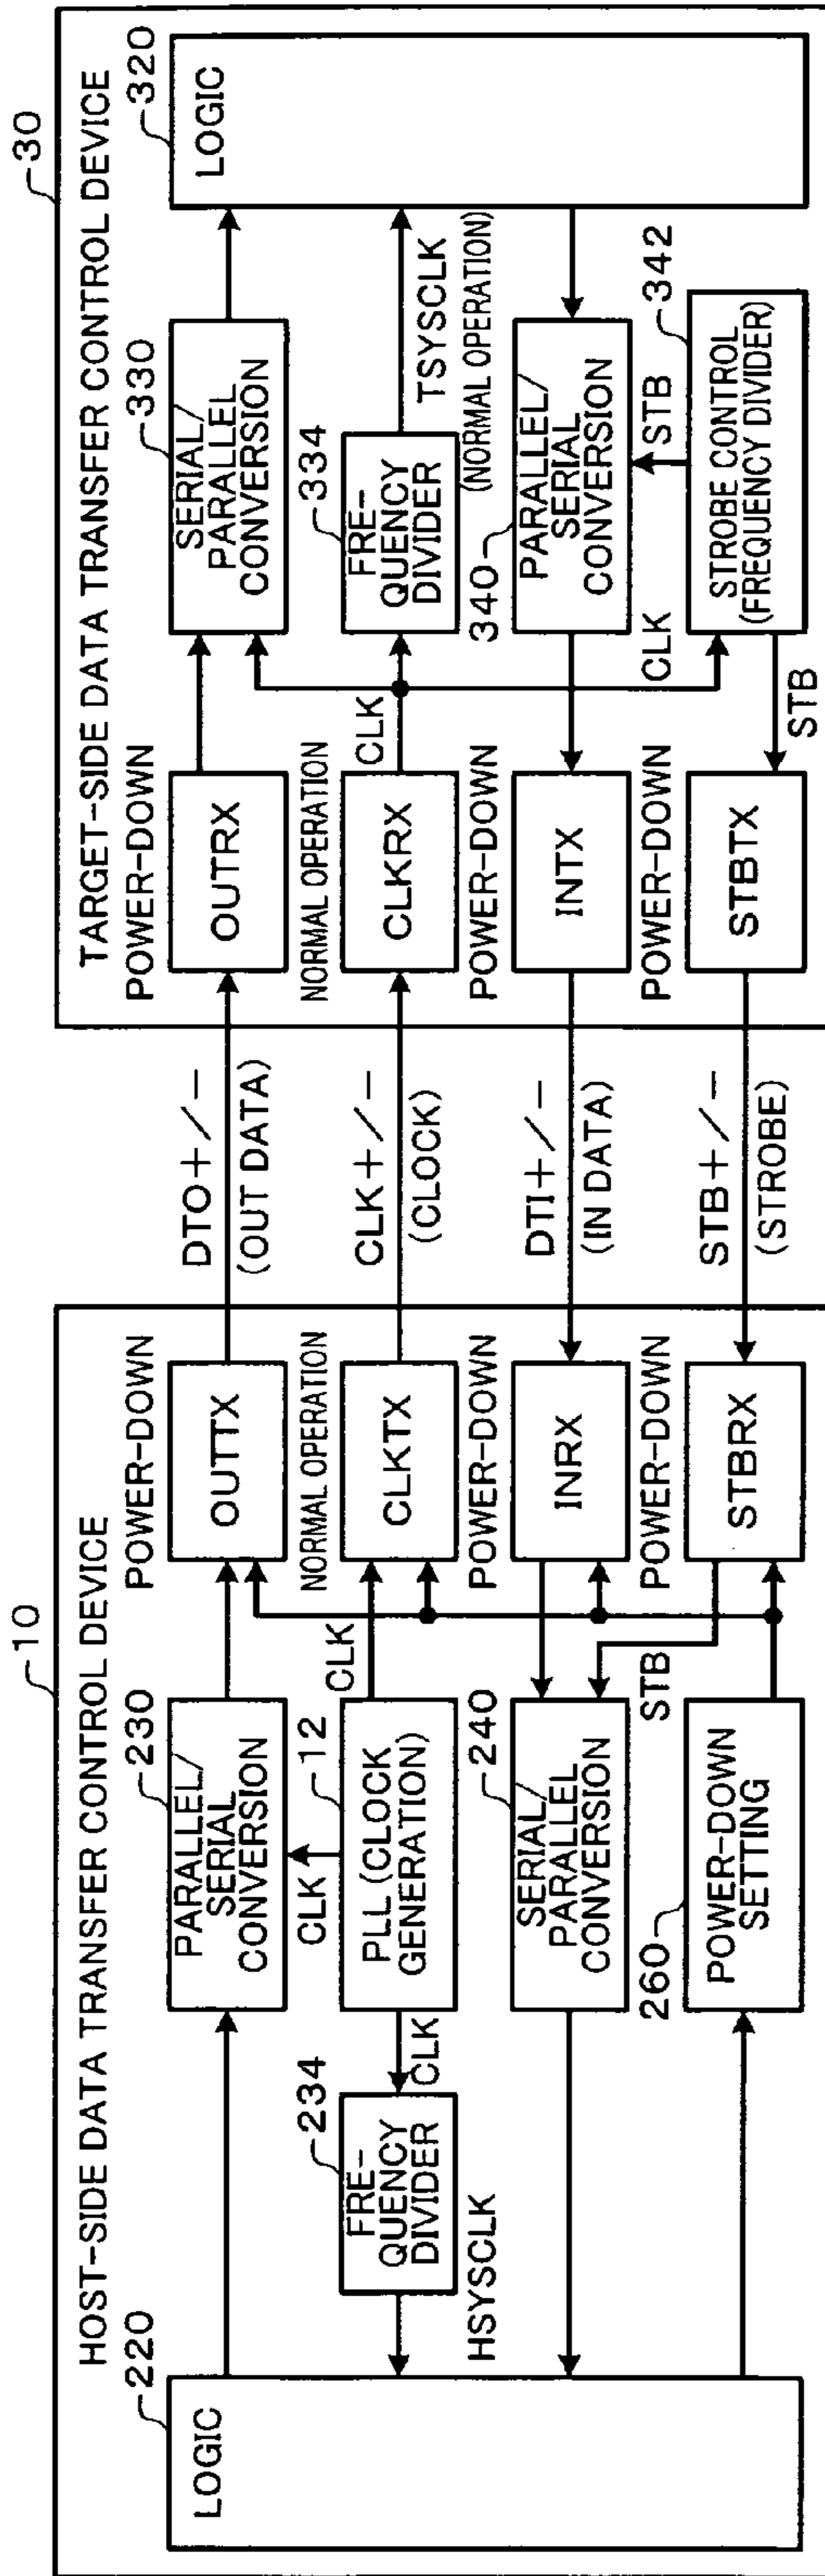 10
HOST-SIDE DATA TRANSFER CONTROL DEVICE
220
LOGIC
230
PARALLEL/
SERIAL
CONVERSION
POWER-DOWN
OUTTX
CLK
234
FRE-
QUENCY
DIVIDER
HSYSCLK
CLK
12
PLL (CLOCK
GENERATION)
CLK
NORMAL OPERATION
CLKTX
240
SERIAL/
PARALLEL
CONVERSION
POWER-DOWN
INRX
STB
260
POWER-DOWN
SETTING
POWER-DOWN
STBRX
DTO+/-
(OUT DATA)
CLK+/-
(CLOCK)
DTI+/-
(IN DATA)
STB+/-
(STROBE)
30
TARGET-SIDE DATA TRANSFER CONTROL DEVICE
POWER-DOWN
OUTRX
330
SERIAL/
PARALLEL
CONVERSION
320
LOGIC
NORMAL OPERATION
CLKRX
CLK
334
FRE-
QUENCY
DIVIDER
TSYSCLK
(NORMAL OPERATION)
POWER-DOWN
INTX
340
PARALLEL/
SERIAL
CONVERSION
STB
342
CLK
POWER-DOWN
STBTX
STB
STROBE CONTROL
(FREQUENCY DIVIDER)